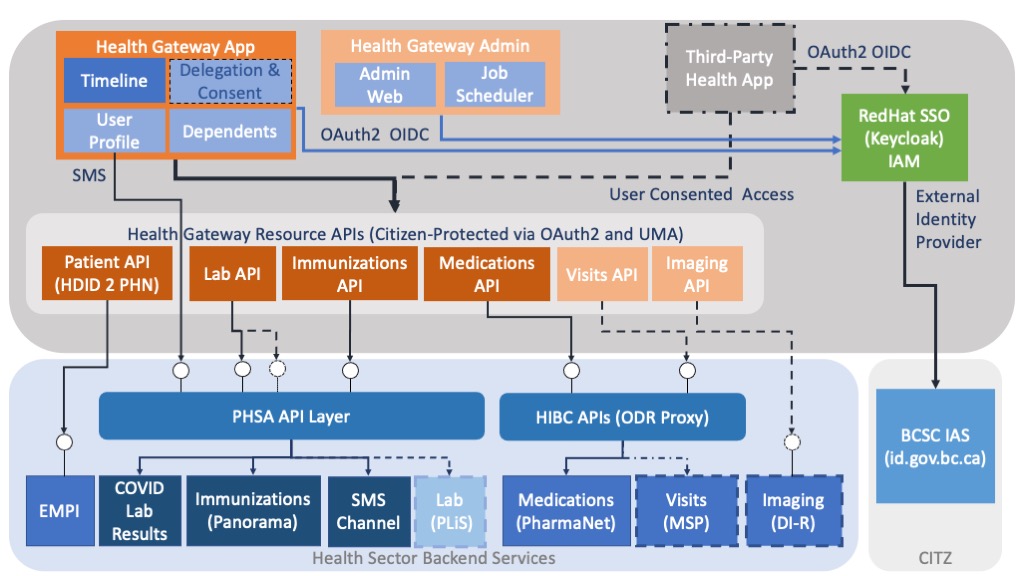 Health Gateway App
Timeline
Delegation &
Consent
User
Profile
Dependents
Health Gateway Admin
Admin
Web
Job
Scheduler
Third-Party
Health App
OAuth2 OIDC
RedHat SSO
(Keycloak)
IAM
OAuth2 OIDC
SMS
User Consented Access
External
Identity
Provider
Health Gateway Resource APIs (Citizen-Protected via OAuth2 and UMA)
Patient API
(HDID 2 PHN)
Lab API
Immunizations
API
Medications
API
Visits API
Imaging
API
PHSA API Layer
HIBC APIs (ODR Proxy)
BCSC IAS
(id.gov.bc.ca)
EMPI
COVID
Lab
Results
Immunizations
(Panorama)
SMS
Channel
Lab
(PLiS)
Medications
(PharmaNet)
Visits
(MSP)
Imaging
(DI-R)
Health Sector Backend Services
CITZ